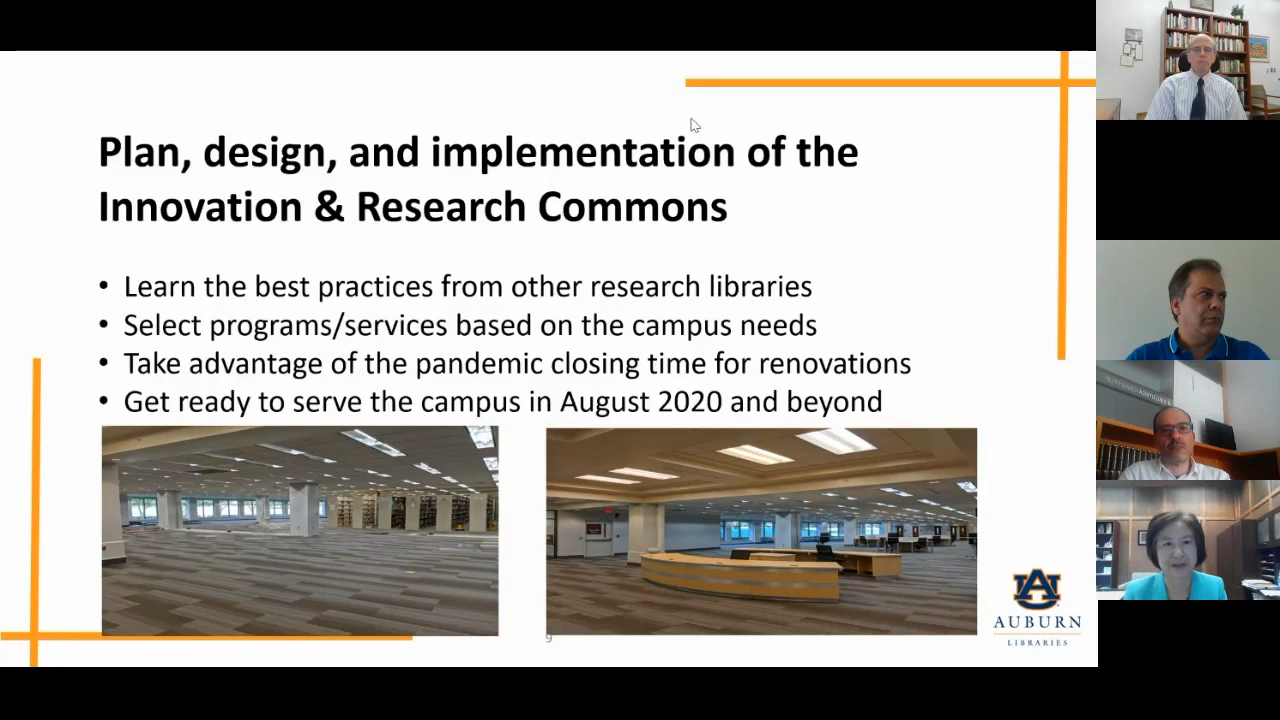 Plan, design, and implementation of the
Innovation & Research Commons
• Learn the best practices from other research libraries
• Select programs/services based on the campus needs
• Take advantage of the pandemic closing time for renovations
• Get ready to serve the campus in August 2020 and beyond
9
AU
AUBURN
LIBRARIES